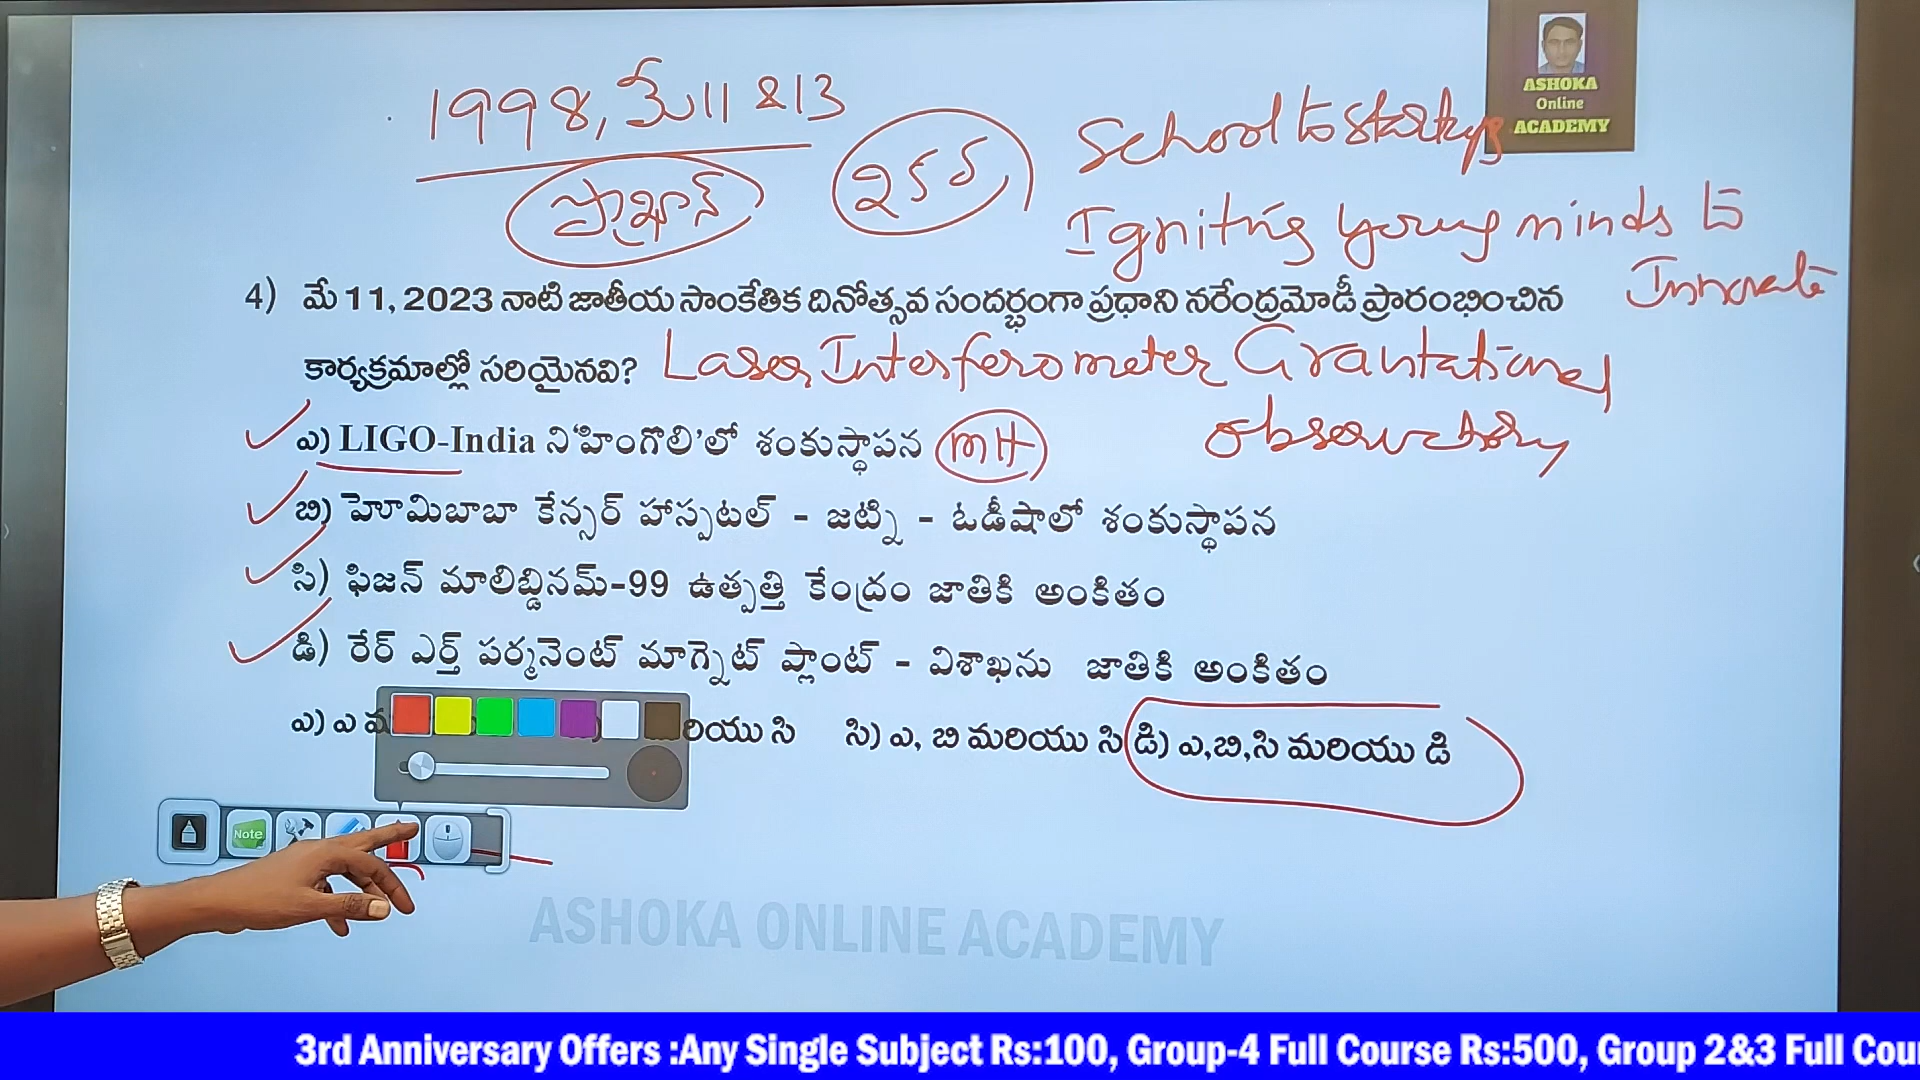 ASHOKA
Online
ACADEMY
1998, మే 11 & 13
School to startups
Igniting young minds to
Innovate
4) మే 11, 2023 నాటి జాతీయ సాంకేతిక దినోత్సవ సందర్భంగా ప్రధాని నరేంద్రమోడీ ప్రారంభించిన
కార్యక్రమాల్లో సరియైనవి? Laser Interferometer Gravitational
observatory
ఎ) LIGO-India ని 'హింగొలి'లో శంకుస్థాపన MH
బి) హెూమిబాబా కేన్సర్ హాస్పటల్ - జట్ని - ఓడీషాలో శంకుస్థాపన
సి) ఫిజన్ మాలిబ్డినమ్-99 ఉత్పత్తి కేంద్రం జాతికి అంకితం
డి) రేర్ ఎర్త్ పర్మనెంట్ మాగ్నెట్ ప్లాంట్ - విశాఖను జాతికి అంకితం
ఎ) ఎ సి సి) ఎ, బి మరియు సి డి) ఎ,బి,సి మరియు డి
Note
ASHOKA ONLINE ACADEMY
3rd Anniversary Offers :Any Single Subject Rs:100, Group-4 Full Course Rs:500, Group 2&3 Full